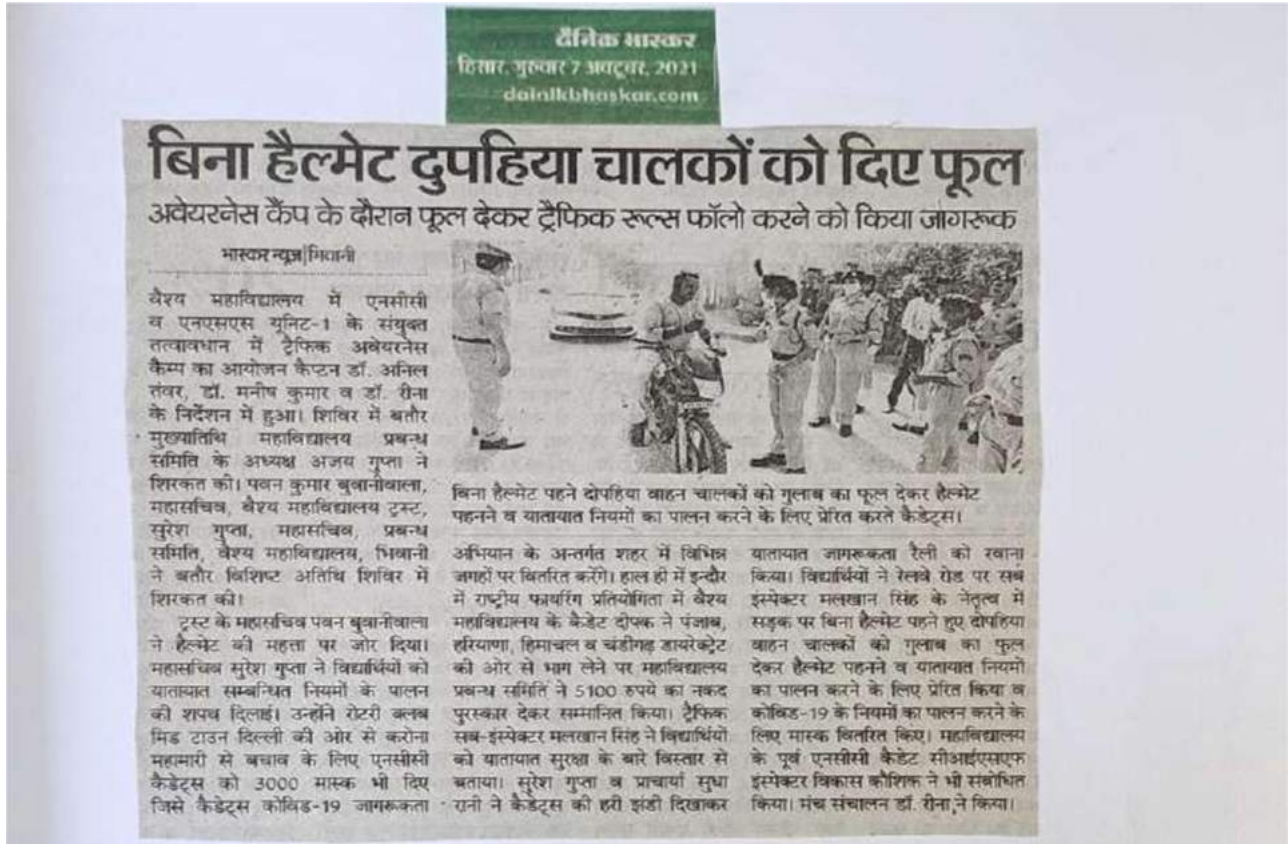 दैनिक भास्कर
हिसार, गुरुवार 7 अक्टूबर, 2021
dainikbhaskar.com
बिना हैल्मेट दुपहिया चालकों को दिए फूल
अवेयरनेस कैंप के दौरान फूल देकर ट्रैफिक रूल्स फॉलो करने को किया जागरूक
भास्कर न्यूज|भिवानी
वैश्य महाविद्यालय में एनसीसी
व एनएसएस यूनिट-1 के संयुक्त
तत्वावधान में ट्रैफिक अवेयरनेस
कैम्प का आयोजन कैप्टन डॉ. अनिल
तंवर, डॉ. मनीष कुमार व डॉ. रीना
के निर्देशन में हुआ। शिविर में बतौर
मुख्यातिथि महाविद्यालय प्रबन्ध
समिति के अध्यक्ष अजय गुप्ता ने
शिरकत की। पवन कुमार बुवानीवाला,
महासचिव, वैश्य महाविद्यालय ट्रस्ट,
सुरेश गुप्ता, महासचिव, प्रबन्ध
समिति, वैश्य महाविद्यालय, भिवानी
ने बतौर विशिष्ट अतिथि शिविर में
शिरकत की।
ट्रस्ट के महासचिव पवन बुवानीवाला
ने हैल्मेट की महत्ता पर जोर दिया।
महासचिव सुरेश गुप्ता ने विद्यार्थियों को
यातायात सम्बन्धित नियमों के पालन
की शपथ दिलाई। उन्होंने रोटरी क्लब
मिड टाउन दिल्ली की ओर से करोना
महामारी से बचाव के लिए एनसीसी
कैडेट्स को 3000 मास्क भी दिए
जिसे कैडेट्स कोविड-19 जागरूकता
बिना हैल्मेट पहने दोपहिया वाहन चालकों को गुलाब का फूल देकर हैल्मेट
पहनने व यातायात नियमों का पालन करने के लिए प्रेरित करते कैडेट्स।
अभियान के अन्तर्गत शहर में विभिन्न
जगहों पर वितरित करेंगे। हाल ही में इन्दौर
में राष्ट्रीय फायरिंग प्रतियोगिता में वैश्य
महाविद्यालय के कैडेट दीपक ने पंजाब,
हरियाणा, हिमाचल व चंडीगढ़ डायरेक्ट्रेट
की ओर से भाग लेने पर महाविद्यालय
प्रबन्ध समिति ने 5100 रुपये का नकद
पुरस्कार देकर सम्मानित किया। ट्रैफिक
सब-इंस्पेक्टर मलखान सिंह ने विद्यार्थियों
को यातायात सुरक्षा के बारे विस्तार से
बताया। सुरेश गुप्ता व प्राचार्या सुधा
रानी ने कैडेट्स को हरी झंडी दिखाकर
यातायात जागरूकता रैली को रवाना
किया। विद्यार्थियों ने रेलवे रोड पर सब
इंस्पेक्टर मलखान सिंह के नेतृत्व में
सड़क पर बिना हैल्मेट पहने हुए दोपहिया
वाहन चालकों को गुलाब का फूल
देकर हैल्मेट पहनने व यातायात नियमों
का पालन करने के लिए प्रेरित किया व
कोविड-19 के नियमों का पालन करने के
लिए मास्क वितरित किए। महाविद्यालय
के पूर्व एनसीसी कैडेट सीआईएसएफ
इंस्पेक्टर विकास कौशिक ने भी संबोधित
किया। मंच संचालन डॉ. रीना ने किया।